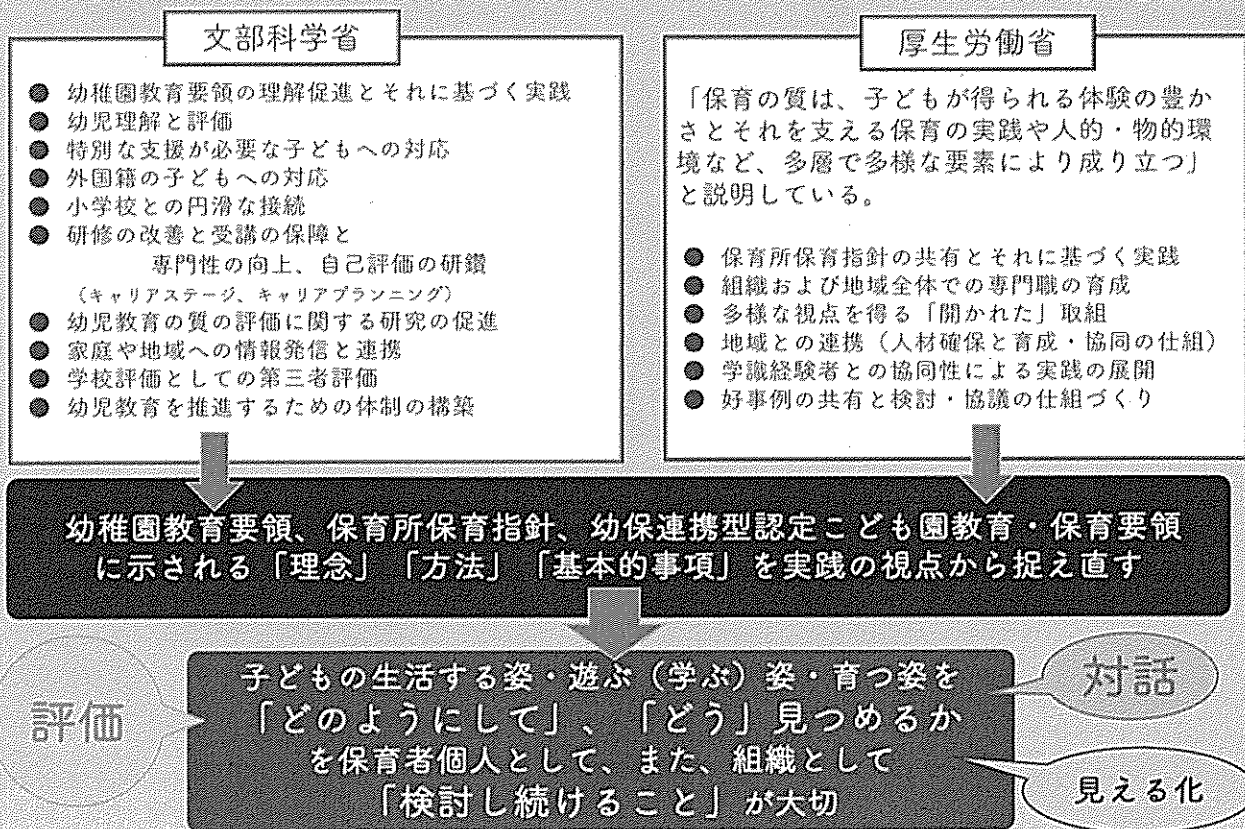 文部科学省
● 幼稚園教育要領の理解促進とそれに基づく実践
● 幼児理解と評価
● 特別な支援が必要な子どもへの対応
● 外国籍の子どもへの対応
● 小学校との円滑な接続
● 研修の改善と受講の保障と
専門性の向上、自己評価の研鑽
(キャリアステージ、キャリアプランニング)
● 幼児教育の質の評価に関する研究の促進
● 家庭や地域への情報発信と連携
● 学校評価としての第三者評価
● 幼児教育を推進するための体制の構築
厚生労働省
「保育の質は、子どもが得られる体験の豊か
さとそれを支える保育の実践や人的・物的環
境など、多層で多様な要素により成り立つ」
と説明している。
● 保育所保育指針の共有とそれに基づく実践
● 組織および地域全体での専門職の育成
● 多様な視点を得る「開かれた」取組
● 地域との連携（人材確保と育成・協同の仕組）
● 学識経験者との協同性による実践の展開
● 好事例の共有と検討・協議の仕組づくり
幼稚園教育要領、保育所保育指針、幼保連携型認定こども園教育・保育要領
に示される「理念」「方法」「基本的事項」を実践の視点から捉え直す
評価
子どもの生活する姿・遊ぶ（学ぶ）姿・育つ姿を
「どのようにして」、「どう」見つめるか
を保育者個人として、また、組織として
「検討し続けること」が大切
対話
見える化